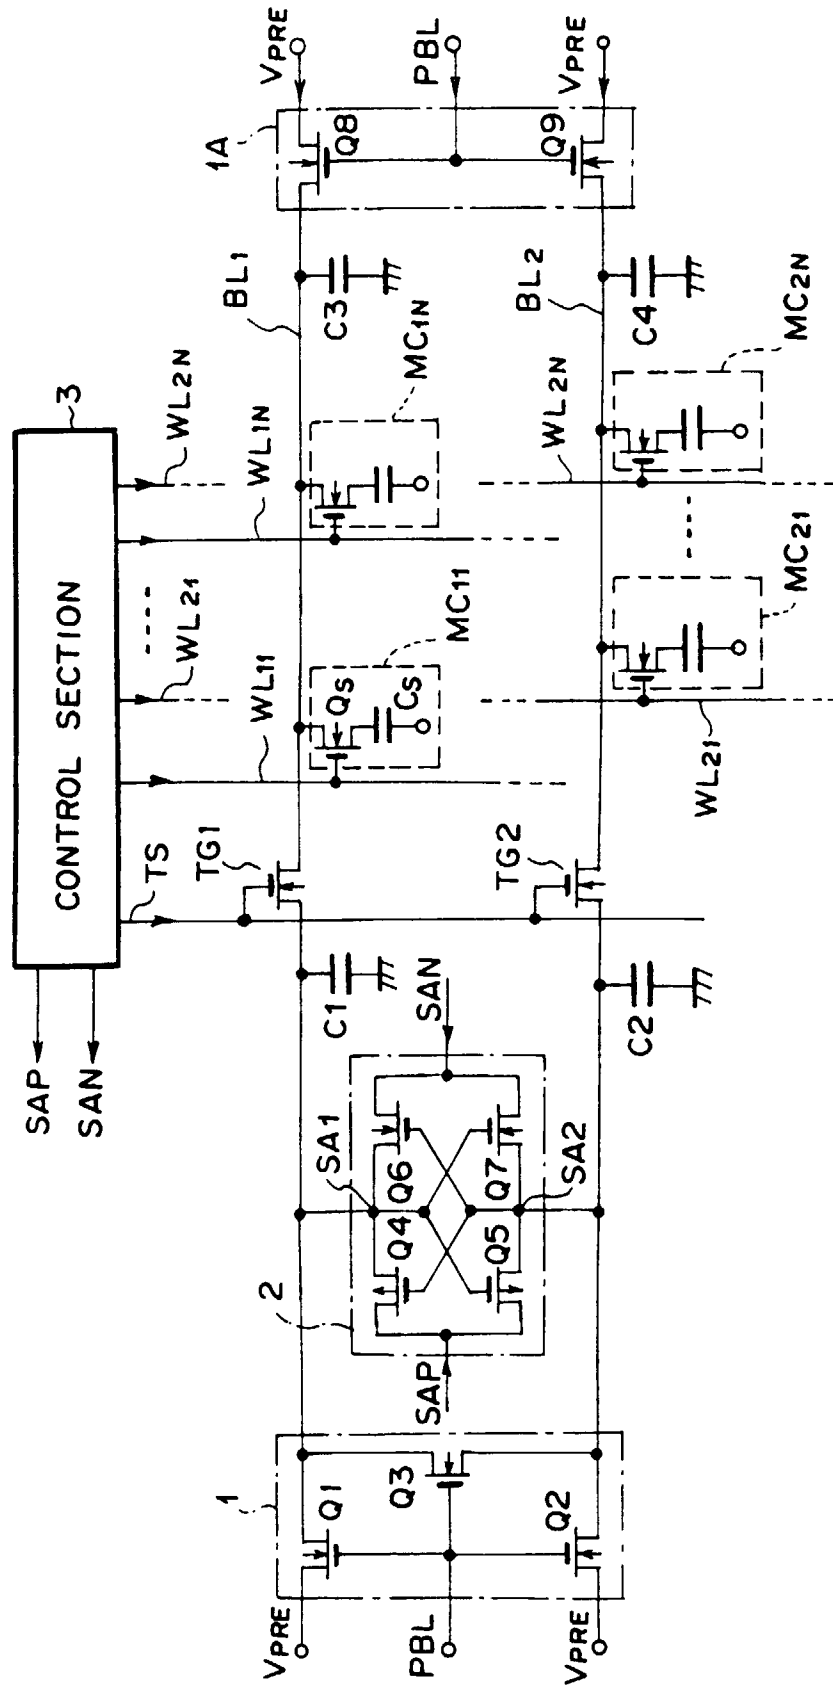 CONTROL SECTION
3
SAP
SAN
TS
WL11
WL21
WL1N
WL2N
1
VPRE
PBL
VPRE
Q1
Q3
Q2
2
SAP
SA1
Q4
Q6
Q5
Q7
SA2
SAN
C1
C2
TG1
TG2
QS
CS
MC11
MC1N
WL21
MC21
WL2N
MC2N
BL1
C3
BL2
C4
1A
Q8
Q9
VPRE
PBL
VPRE